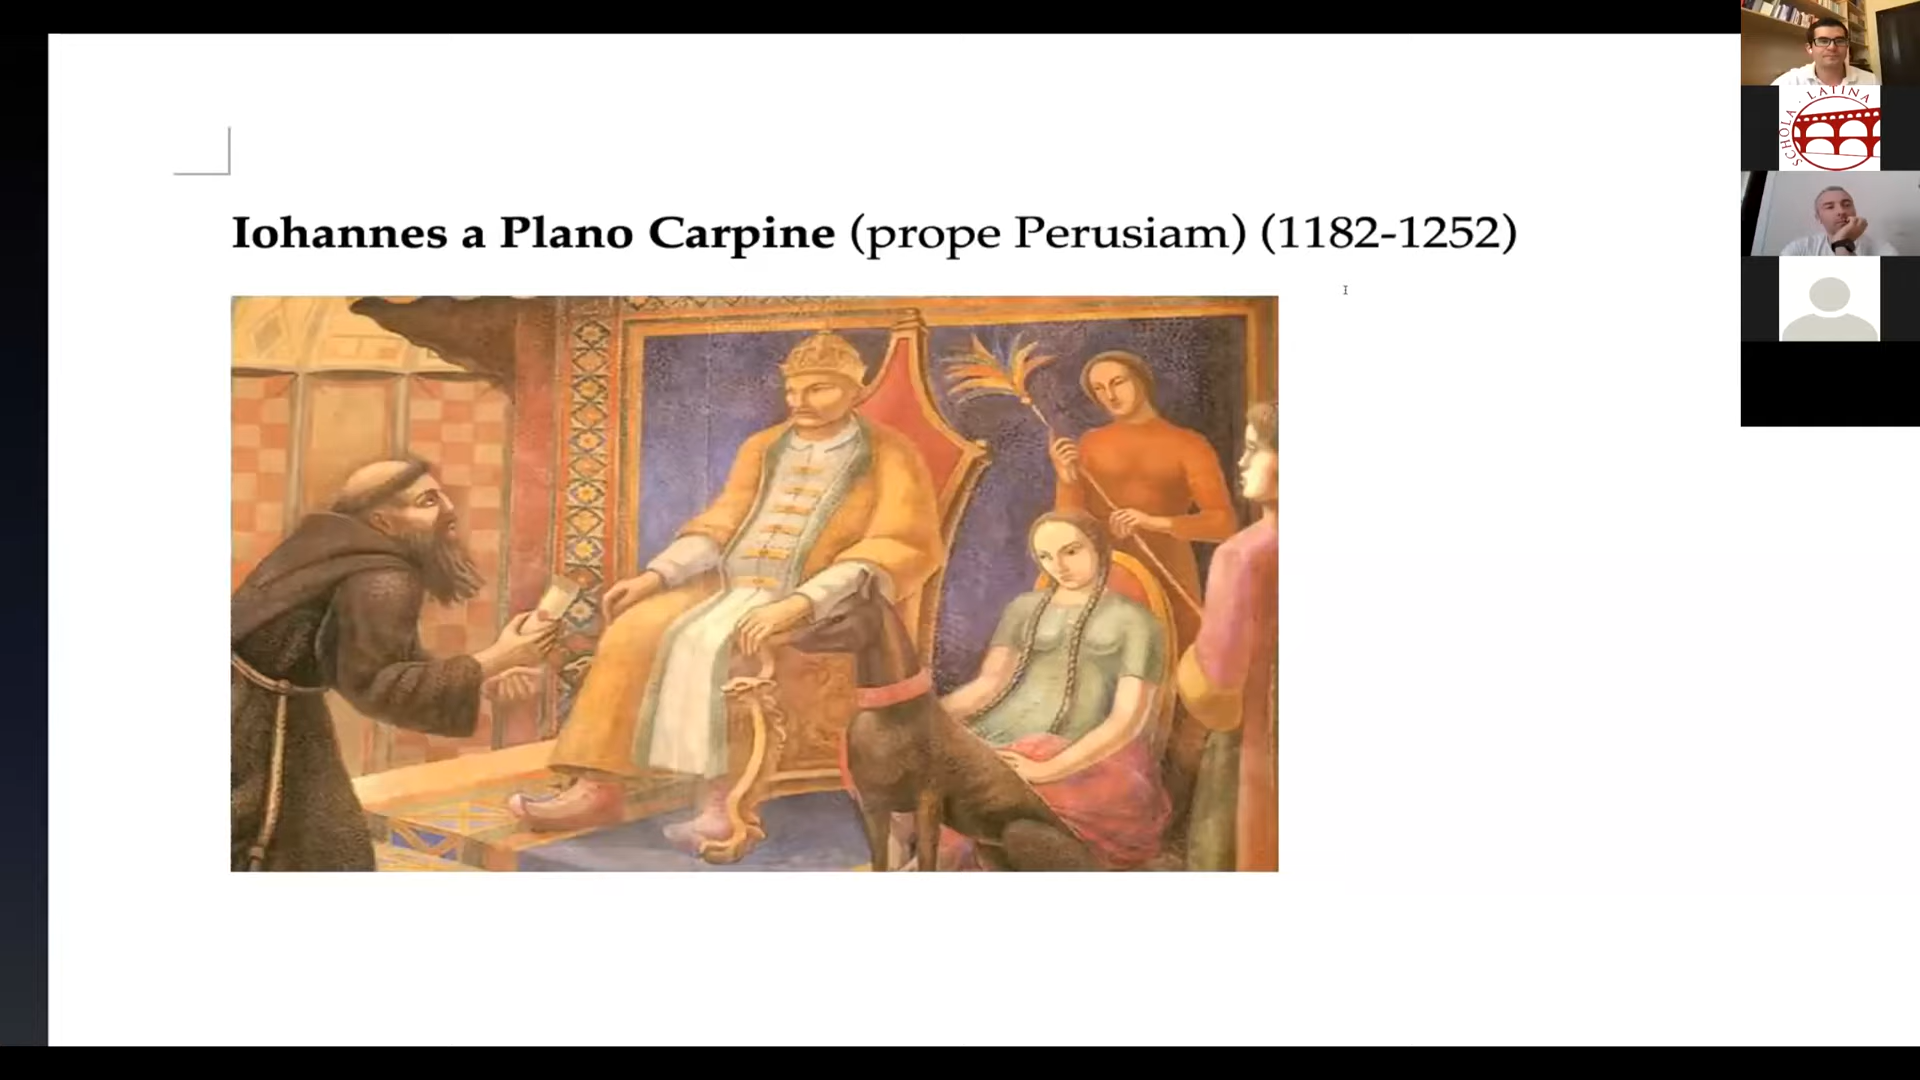 Iohannes a Plano Carpine (prope Perusiam) (1182-1252)
SCHOLA · LATINA